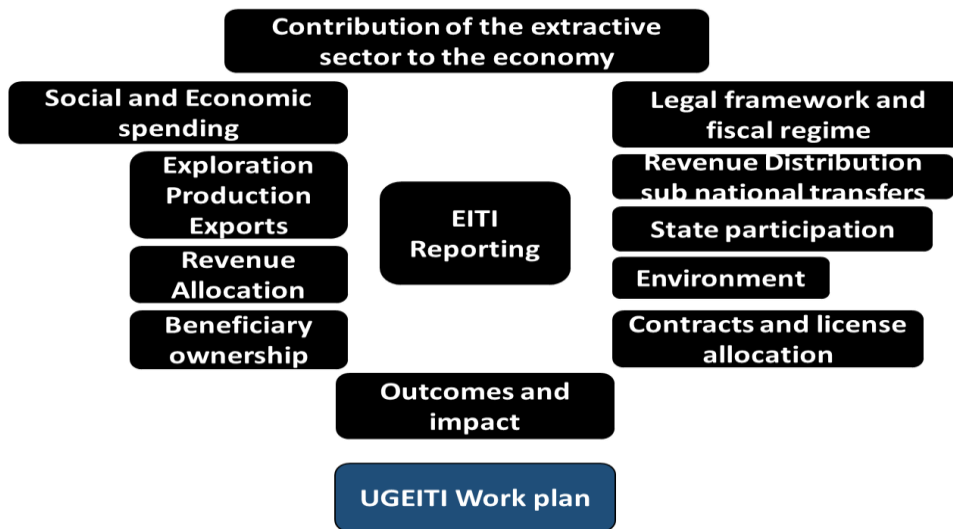 Contribution of the extractive
sector to the economy
Social and Economic
spending
Legal framework and
fiscal regime
Exploration
Production
Exports
Revenue Distribution
sub national transfers
EITI
Reporting
State participation
Revenue
Allocation
Environment
Beneficiary
ownership
Contracts and license
allocation
Outcomes and
impact
UGEITI Work plan